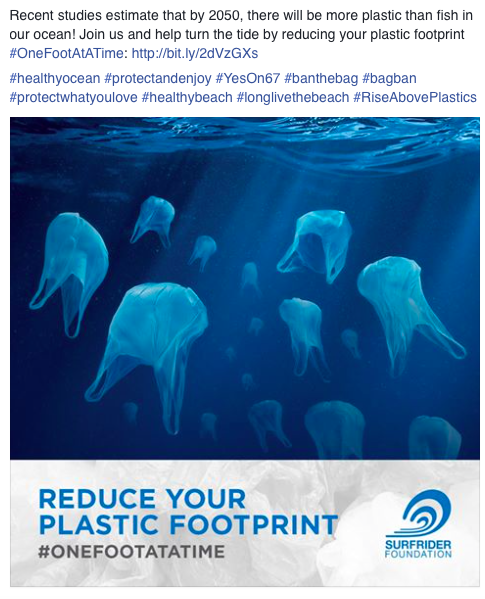 Recent studies estimate that by 2050, there will be more plastic than fish in
our ocean! Join us and help turn the tide by reducing your plastic footprint
#OneFootAtATime: http://bit.ly/2dVzGXs
#healthyocean #protectandenjoy #YesOn67 #banthebag #bagban
#protectwhatyoulove #healthybeach #longlivethebeach #RiseAbovePlastics
REDUCE YOUR
PLASTIC FOOTPRINT
#ONEFOOTATATIME
SURFRIDER
FOUNDATION